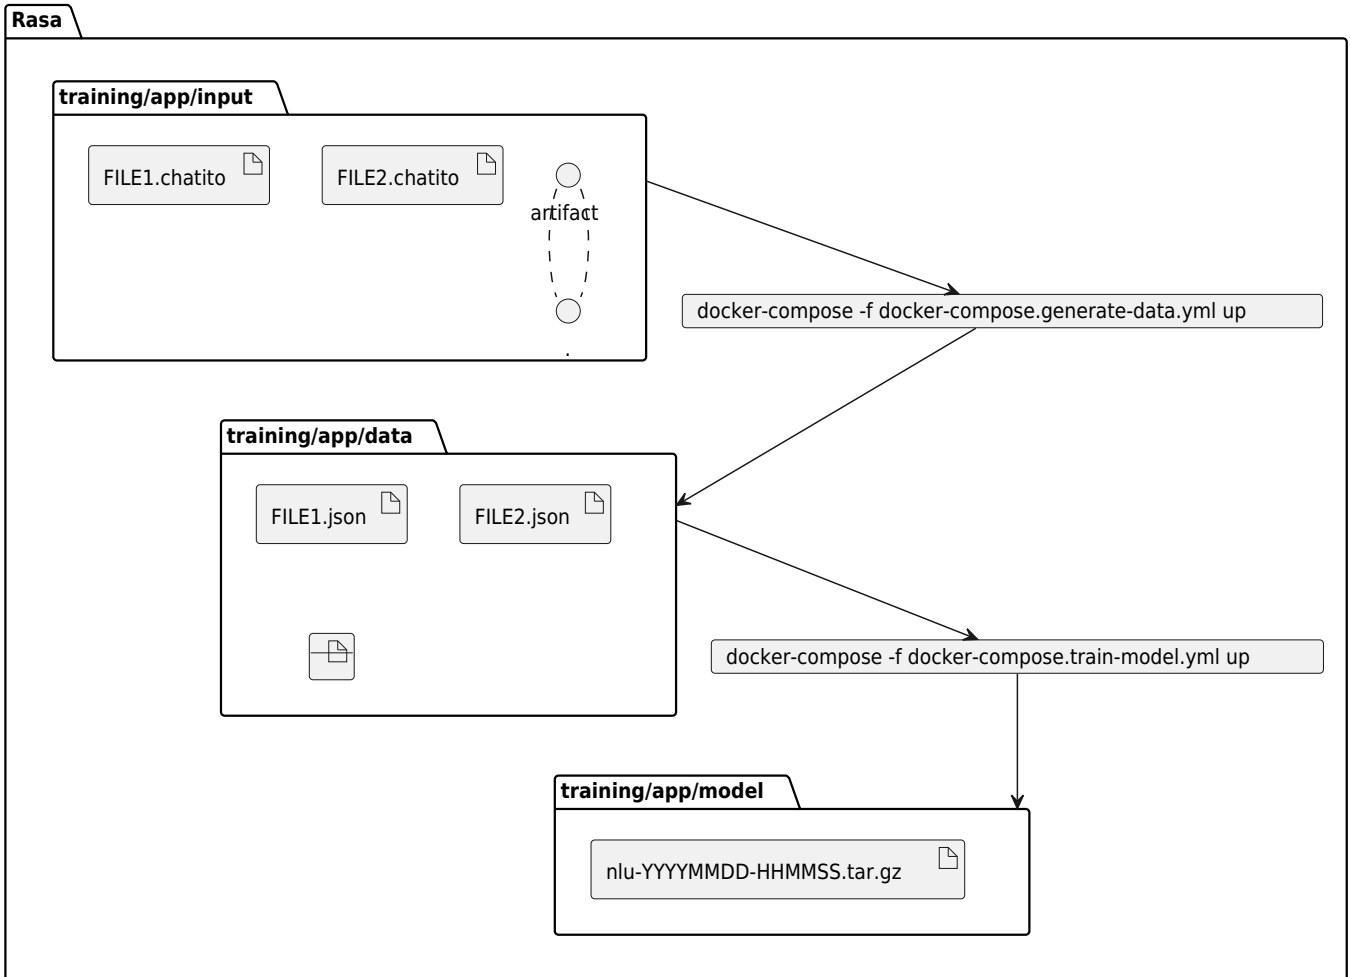 Rasa
training/app/input
FILE1.chatito
FILE2.chatito
artifact
.
docker-compose -f docker-compose.generate-data.yml up
training/app/data
FILE1.json
FILE2.json
docker-compose -f docker-compose.train-model.yml up
training/app/model
nlu-YYYYMMDD-HHMMSS.tar.gz